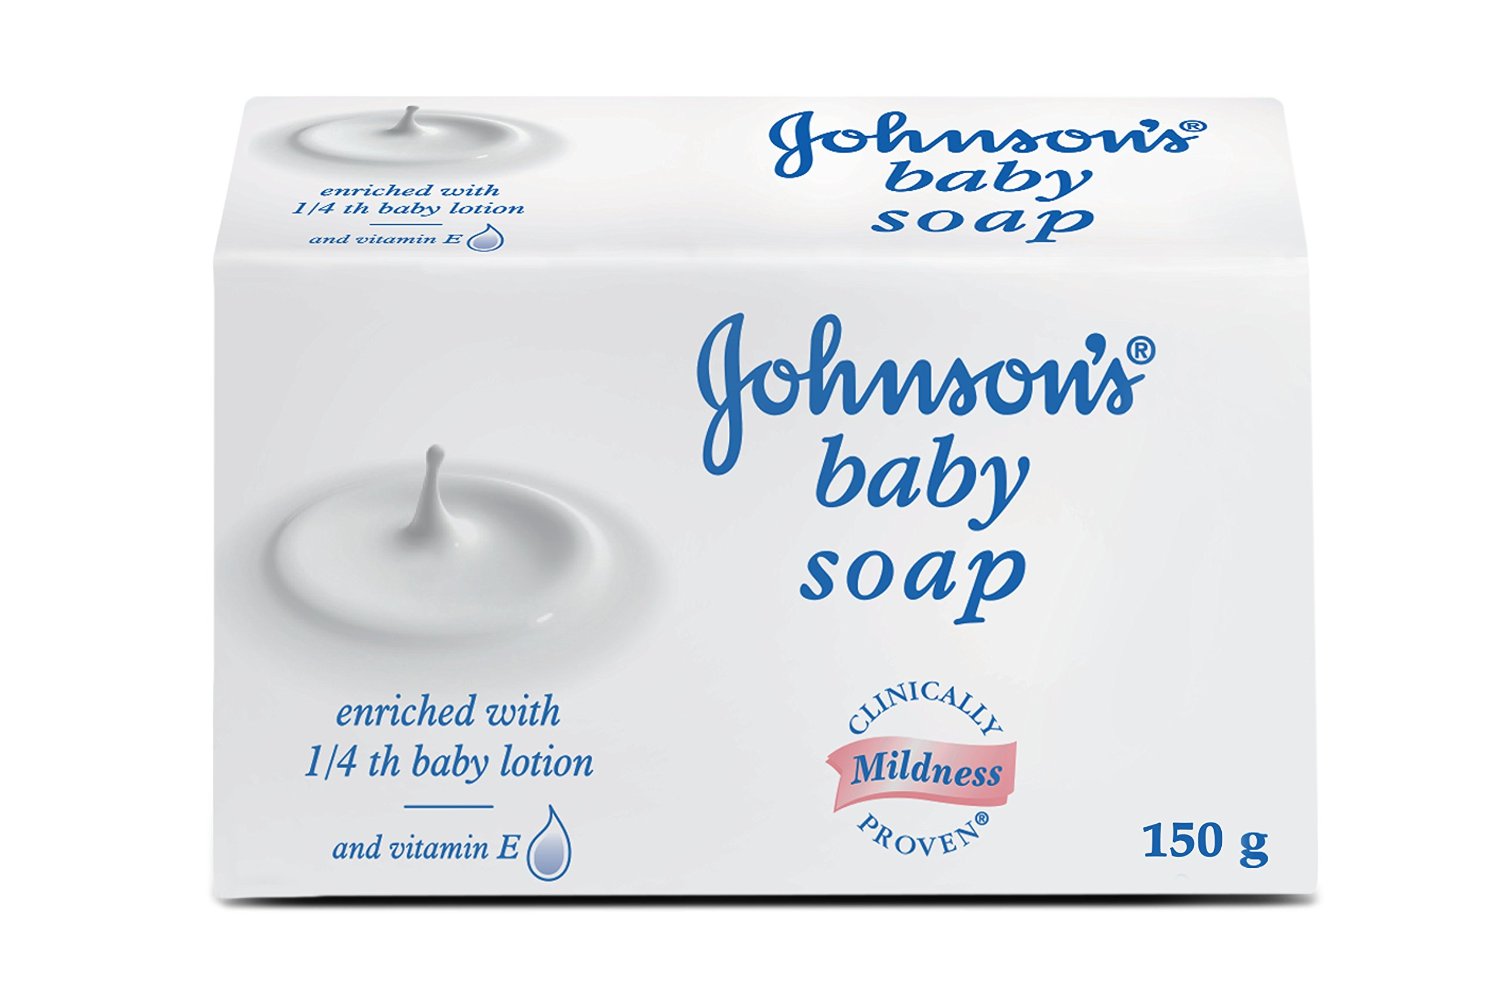 enriched with
1/4 th baby lotion
and vitamin E
Johnson's®
baby
soap
Johnson's®
baby
soap
enriched with
1/4 th baby lotion
and vitamin E
CLINICALLY
Mildness
PROVEN®
150 g